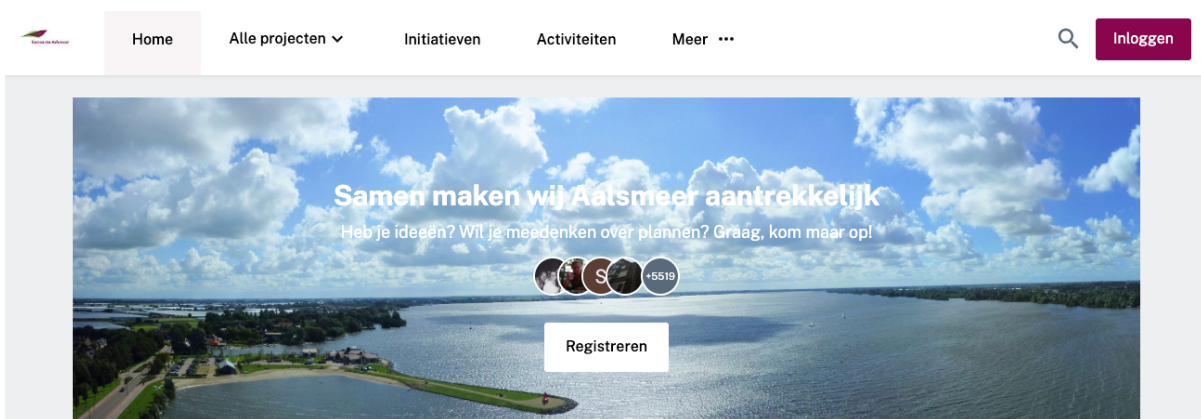 Home
Alle projecten
Initiatieven
Activiteiten
Meer
Inloggen
Samen maken wij Aalsmeer aantrekkelijk
Heb je ideeën? Wil je meedenken over plannen? Graag, kom maar op!
S
+5519
Registreren